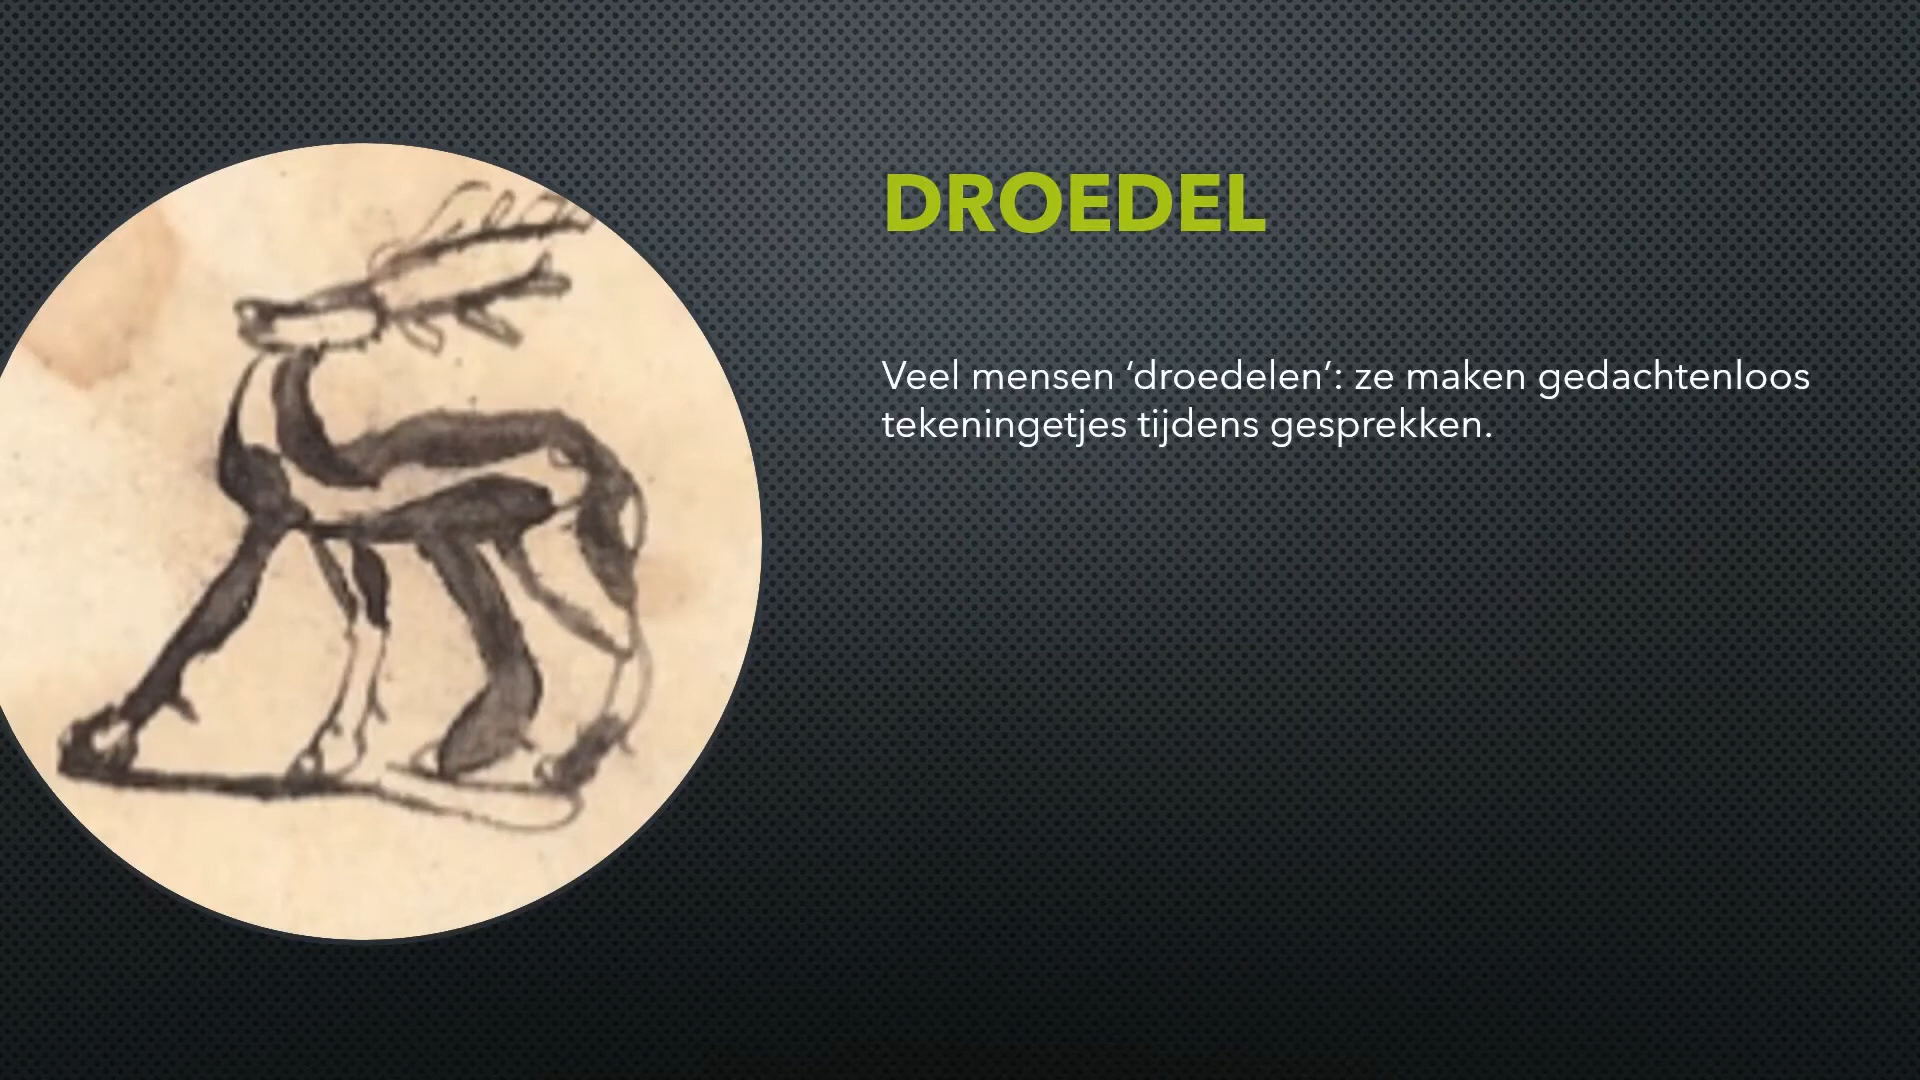 DROEDEL
Veel mensen ‘droedelen’: ze maken gedachtenloos
tekeningetjes tijdens gesprekken.